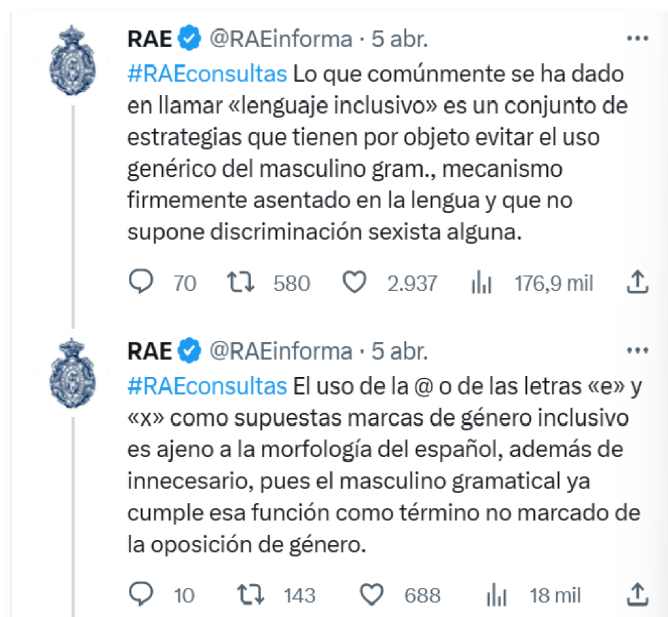 RAE @RAEinforma · 5 abr.
#RAEconsultas Lo que comúnmente se ha dado
en llamar «lenguaje inclusivo» es un conjunto de
estrategias que tienen por objeto evitar el uso
genérico del masculino gram., mecanismo
firmemente asentado en la lengua y que no
supone discriminación sexista alguna.
70 580 2.937 176,9 mil
RAE @RAEinforma · 5 abr.
#RAEconsultas El uso de la @ o de las letras «e» y
«x» como supuestas marcas de género inclusivo
es ajeno a la morfología del español, además de
innecesario, pues el masculino gramatical ya
cumple esa función como término no marcado de
la oposición de género.
10 143 688 18 mil